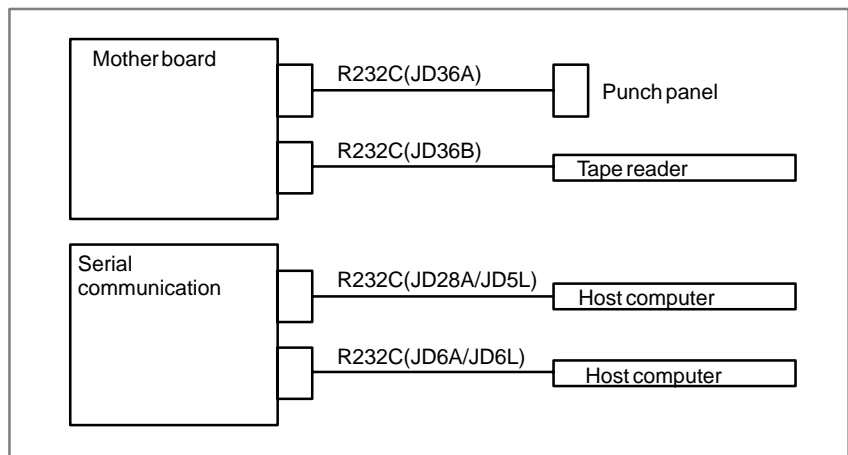 Mother board
R232C(JD36A)
Punch panel
R232C(JD36B)
Tape reader
Serial
communication
R232C(JD28A/JD5L)
Host computer
R232C(JD6A/JD6L)
Host computer